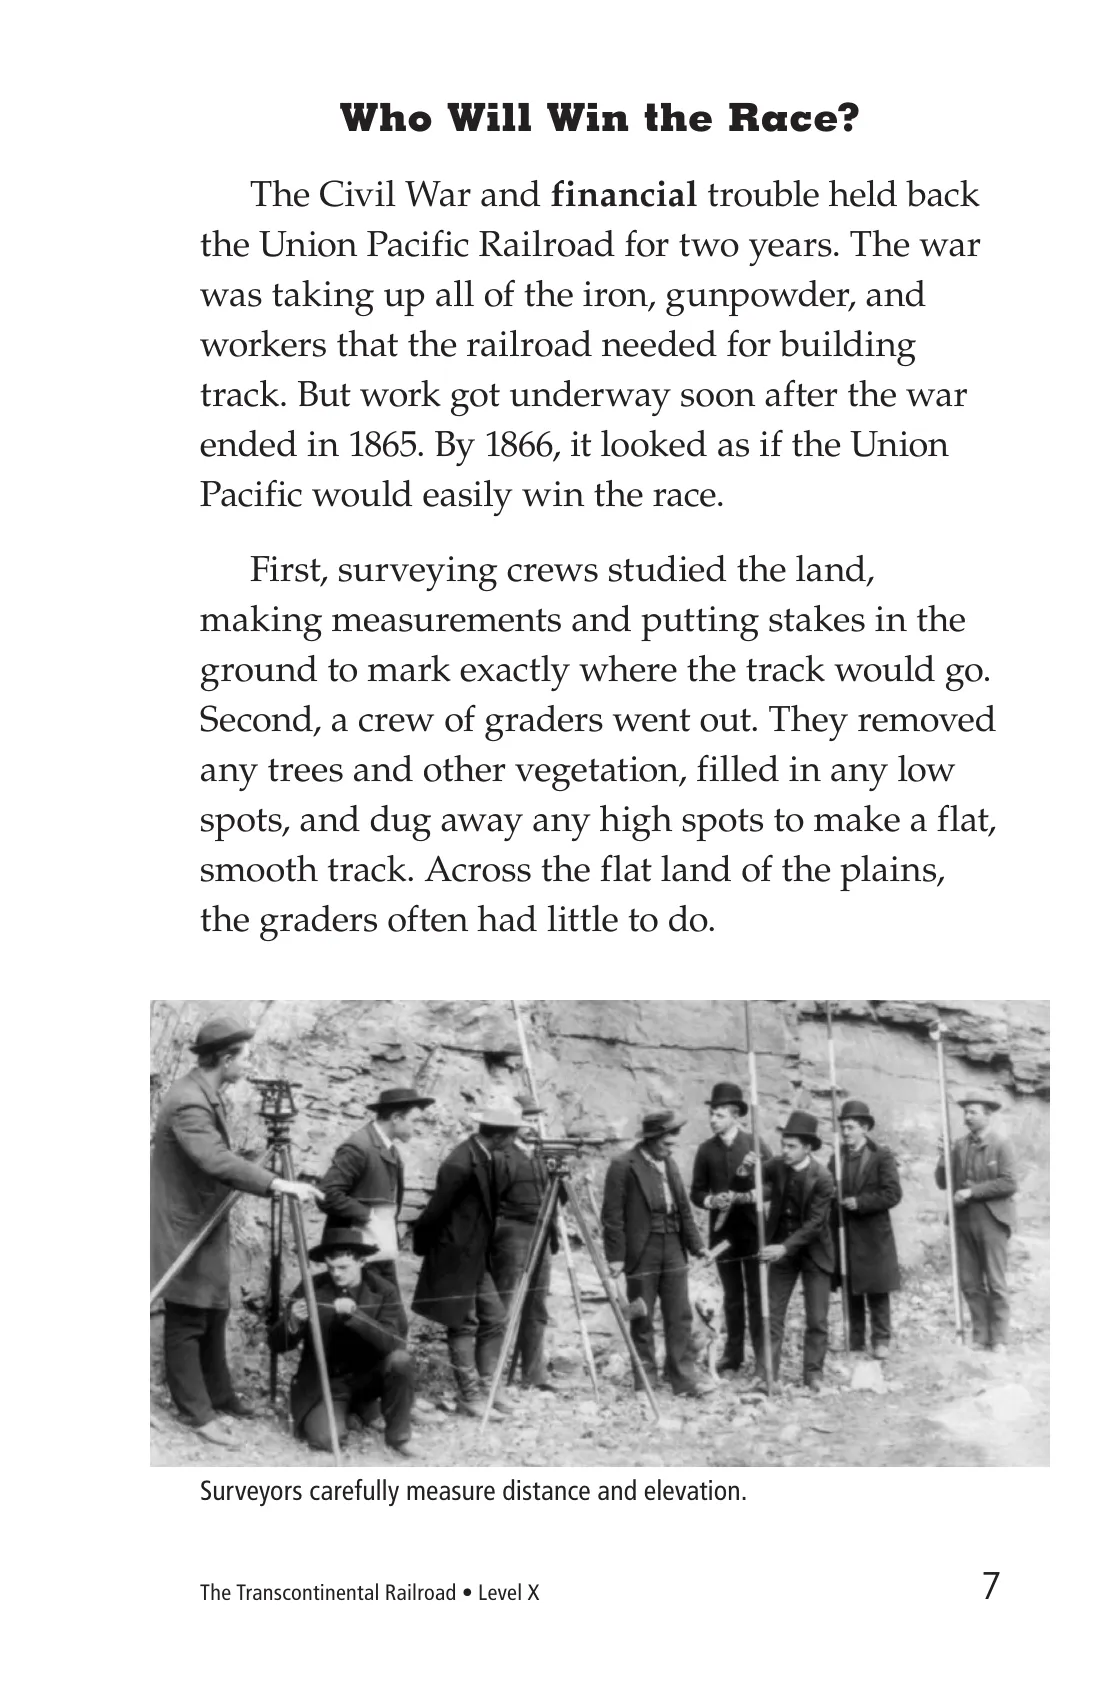 Who Will Win the Race?
The Civil War and financial trouble held back
the Union Pacific Railroad for two years. The war
was taking up all of the iron, gunpowder, and
workers that the railroad needed for building
track. But work got underway soon after the war
ended in 1865. By 1866, it looked as if the Union
Pacific would easily win the race.
First, surveying crews studied the land,
making measurements and putting stakes in the
ground to mark exactly where the track would go.
Second, a crew of graders went out. They removed
any trees and other vegetation, filled in any low
spots, and dug away any high spots to make a flat,
smooth track. Across the flat land of the plains,
the graders often had little to do.
Surveyors carefully measure distance and elevation.
The Transcontinental Railroad • Level X
7